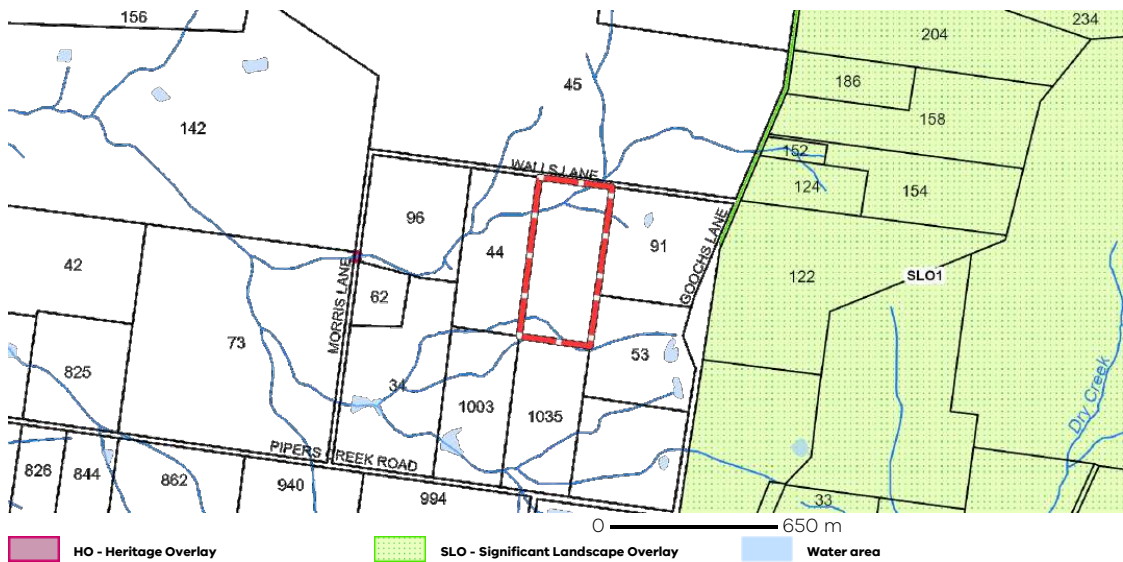 156
234
204
45
186
142
158
152
WALLS LANE
124
154
96
44
91
GOOCHS LANE
42
122
SLO1
62
MORRIS LANE
73
53
825
34
1003
1035
Dry Creek
PIPERS CREEK ROAD
826
844
862
940
994
33
0 650 m
HO - Heritage Overlay
SLO - Significant Landscape Overlay
Water area